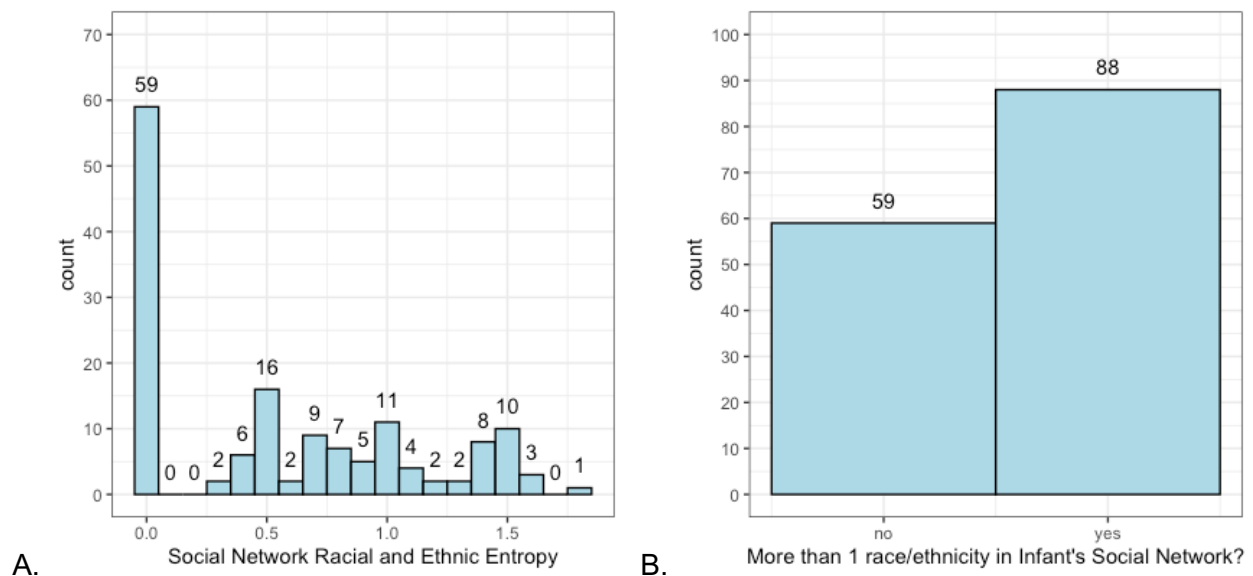 70
60
50
40
30
20
10
0
count
59
0 0 2 6 16 2 9 7 5 11 4 2 2 8 10 3 0 1
0.0 0.5 1.0 1.5
Social Network Racial and Ethnic Entropy
A.
100
90
80
70
60
50
40
30
20
10
0
count
59
88
no yes
More than 1 race/ethnicity in Infant's Social Network?
B.